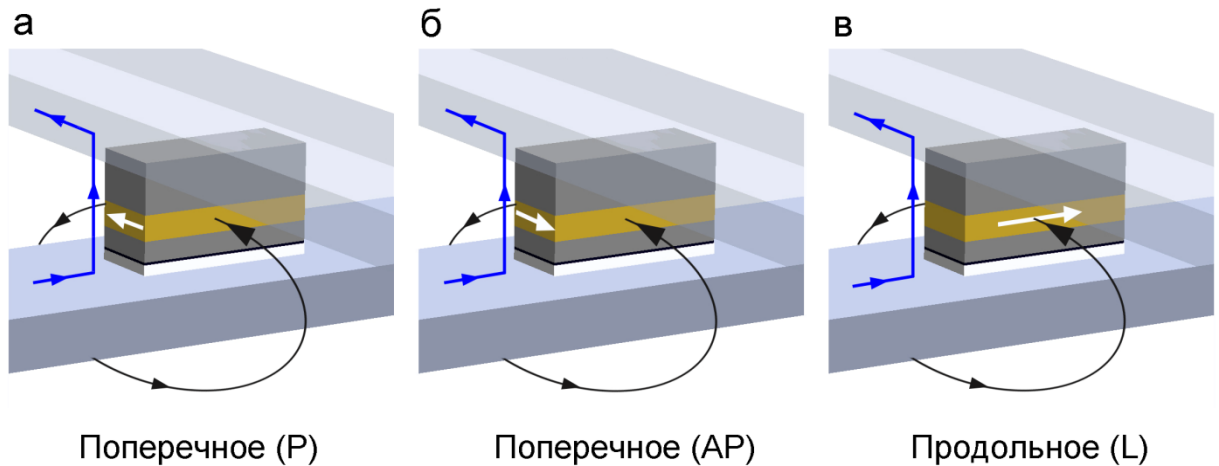 а
б
в
Поперечное (P)
Поперечное (AP)
Продольное (L)